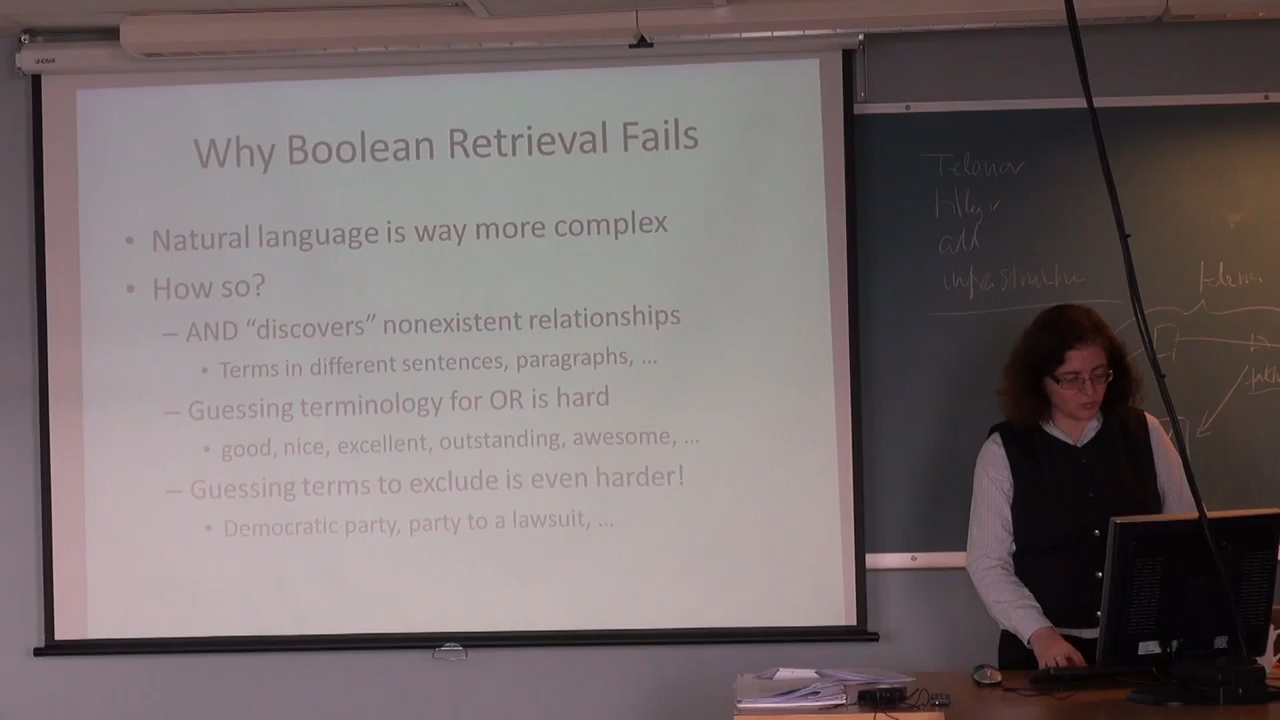 Why Boolean Retrieval Fails
• Natural language is way more complex
• How so?
– AND “discovers” nonexistent relationships
• Terms in different sentences, paragraphs, ...
– Guessing terminology for OR is hard
• good, nice, excellent, outstanding, awesome, ...
– Guessing terms to exclude is even harder!
• Democratic party, party to a lawsuit, ...
Telenor